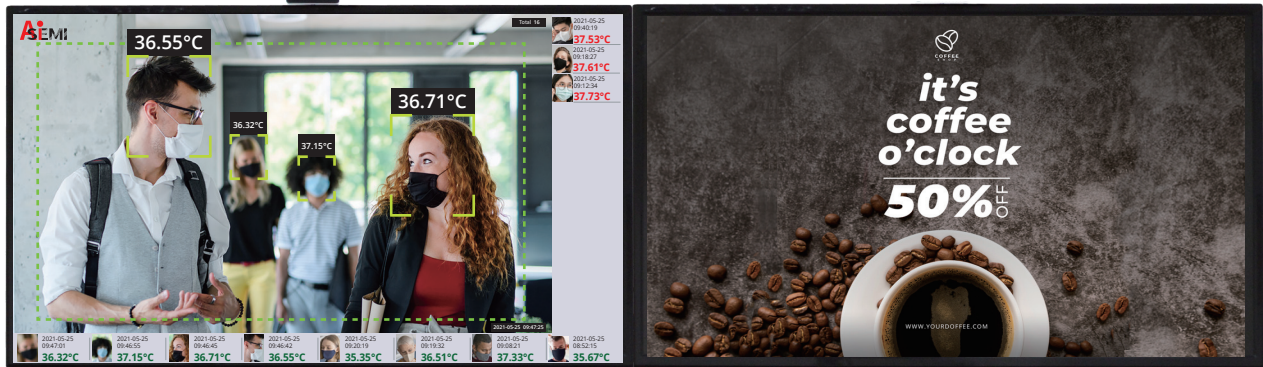 Ai
SEMI
Total 16
36.55°C
36.32°C
37.15°C
36.71°C
2021-05-25
09:40:19
37.53°C
2021-05-25
09:18:27
37.61°C
2021-05-25
09:12:34
37.73°C
2021-05-25 09:47:25
2021-05-25
09:47:01
36.32°C
2021-05-25
09:46:55
37.15°C
2021-05-25
09:46:45
36.71°C
2021-05-25
09:46:42
36.55°C
2021-05-25
09:20:19
35.35°C
2021-05-25
09:19:32
36.51°C
2021-05-25
09:08:21
37.33°C
2021-05-25
08:52:15
35.67°C
COFFEE
it's
coffee
o'clock
50% OFF
WWW.YOURDOFFEE.COM